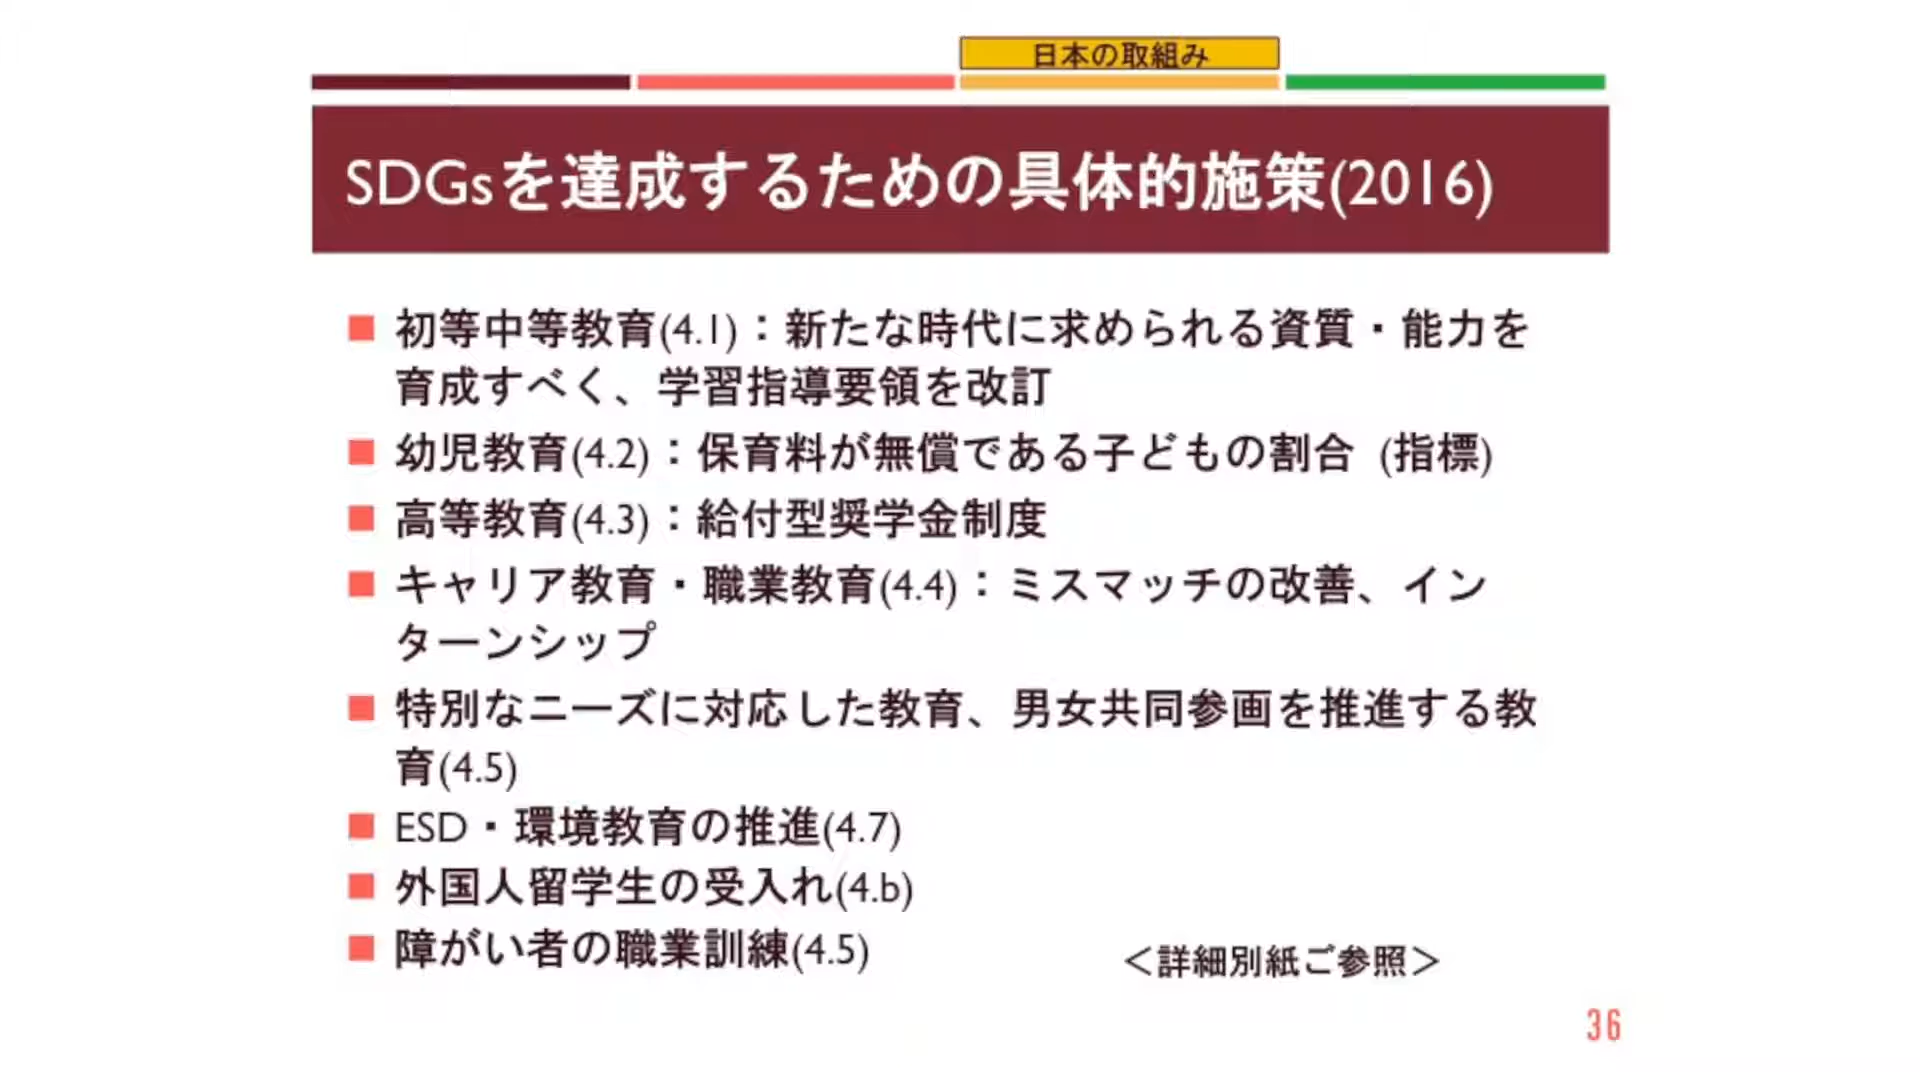 日本の取組み
SDGsを達成するための具体的施策(2016)
■ 初等中等教育(4.1)：新たな時代に求められる資質・能力を
育成すべく、学習指導要領を改訂
■ 幼児教育(4.2)：保育料が無償である子どもの割合 (指標)
■ 高等教育(4.3)：給付型奨学金制度
■ キャリア教育・職業教育(4.4)：ミスマッチの改善、イン
ターンシップ
■ 特別なニーズに対応した教育、男女共同参画を推進する教
育(4.5)
■ ESD・環境教育の推進(4.7)
■ 外国人留学生の受入れ(4.b)
■ 障がい者の職業訓練(4.5)
＜詳細別紙ご参照＞
36